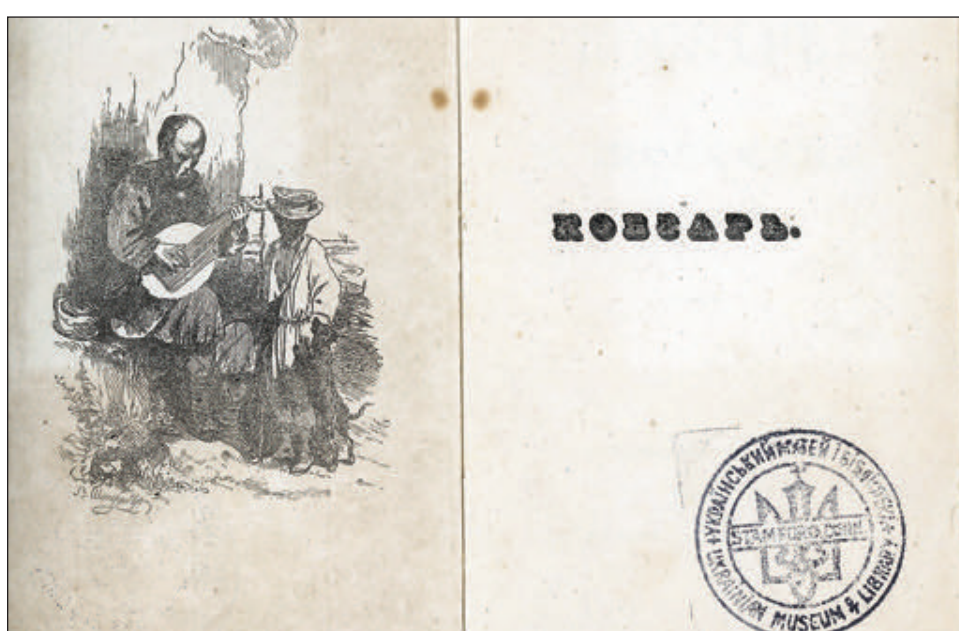 КОБЗАРЬ.
УКРАЇНСЬКИЙ МУЗЕЙ І БІБЛІОТЕКА
STAMFORD, CONN.
UKRAINIAN MUSEUM & LIBRARY